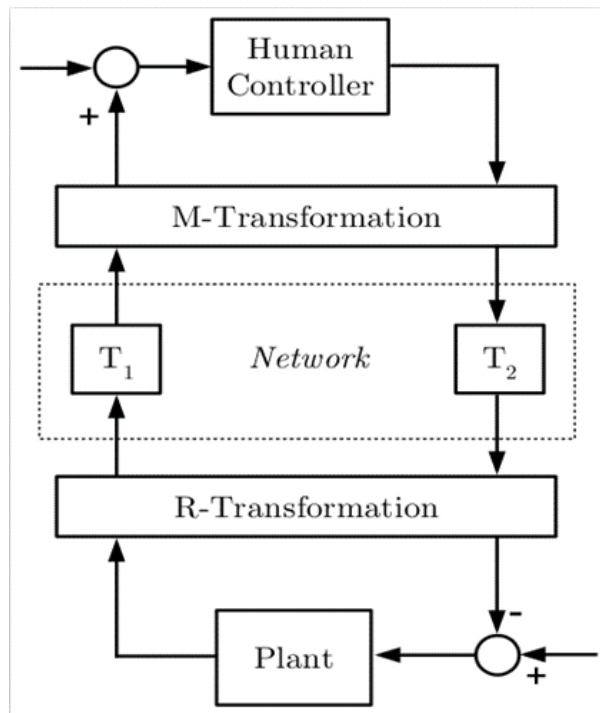 Human
Controller
+
M-Transformation
T1
Network
T2
R-Transformation
-
Plant
+